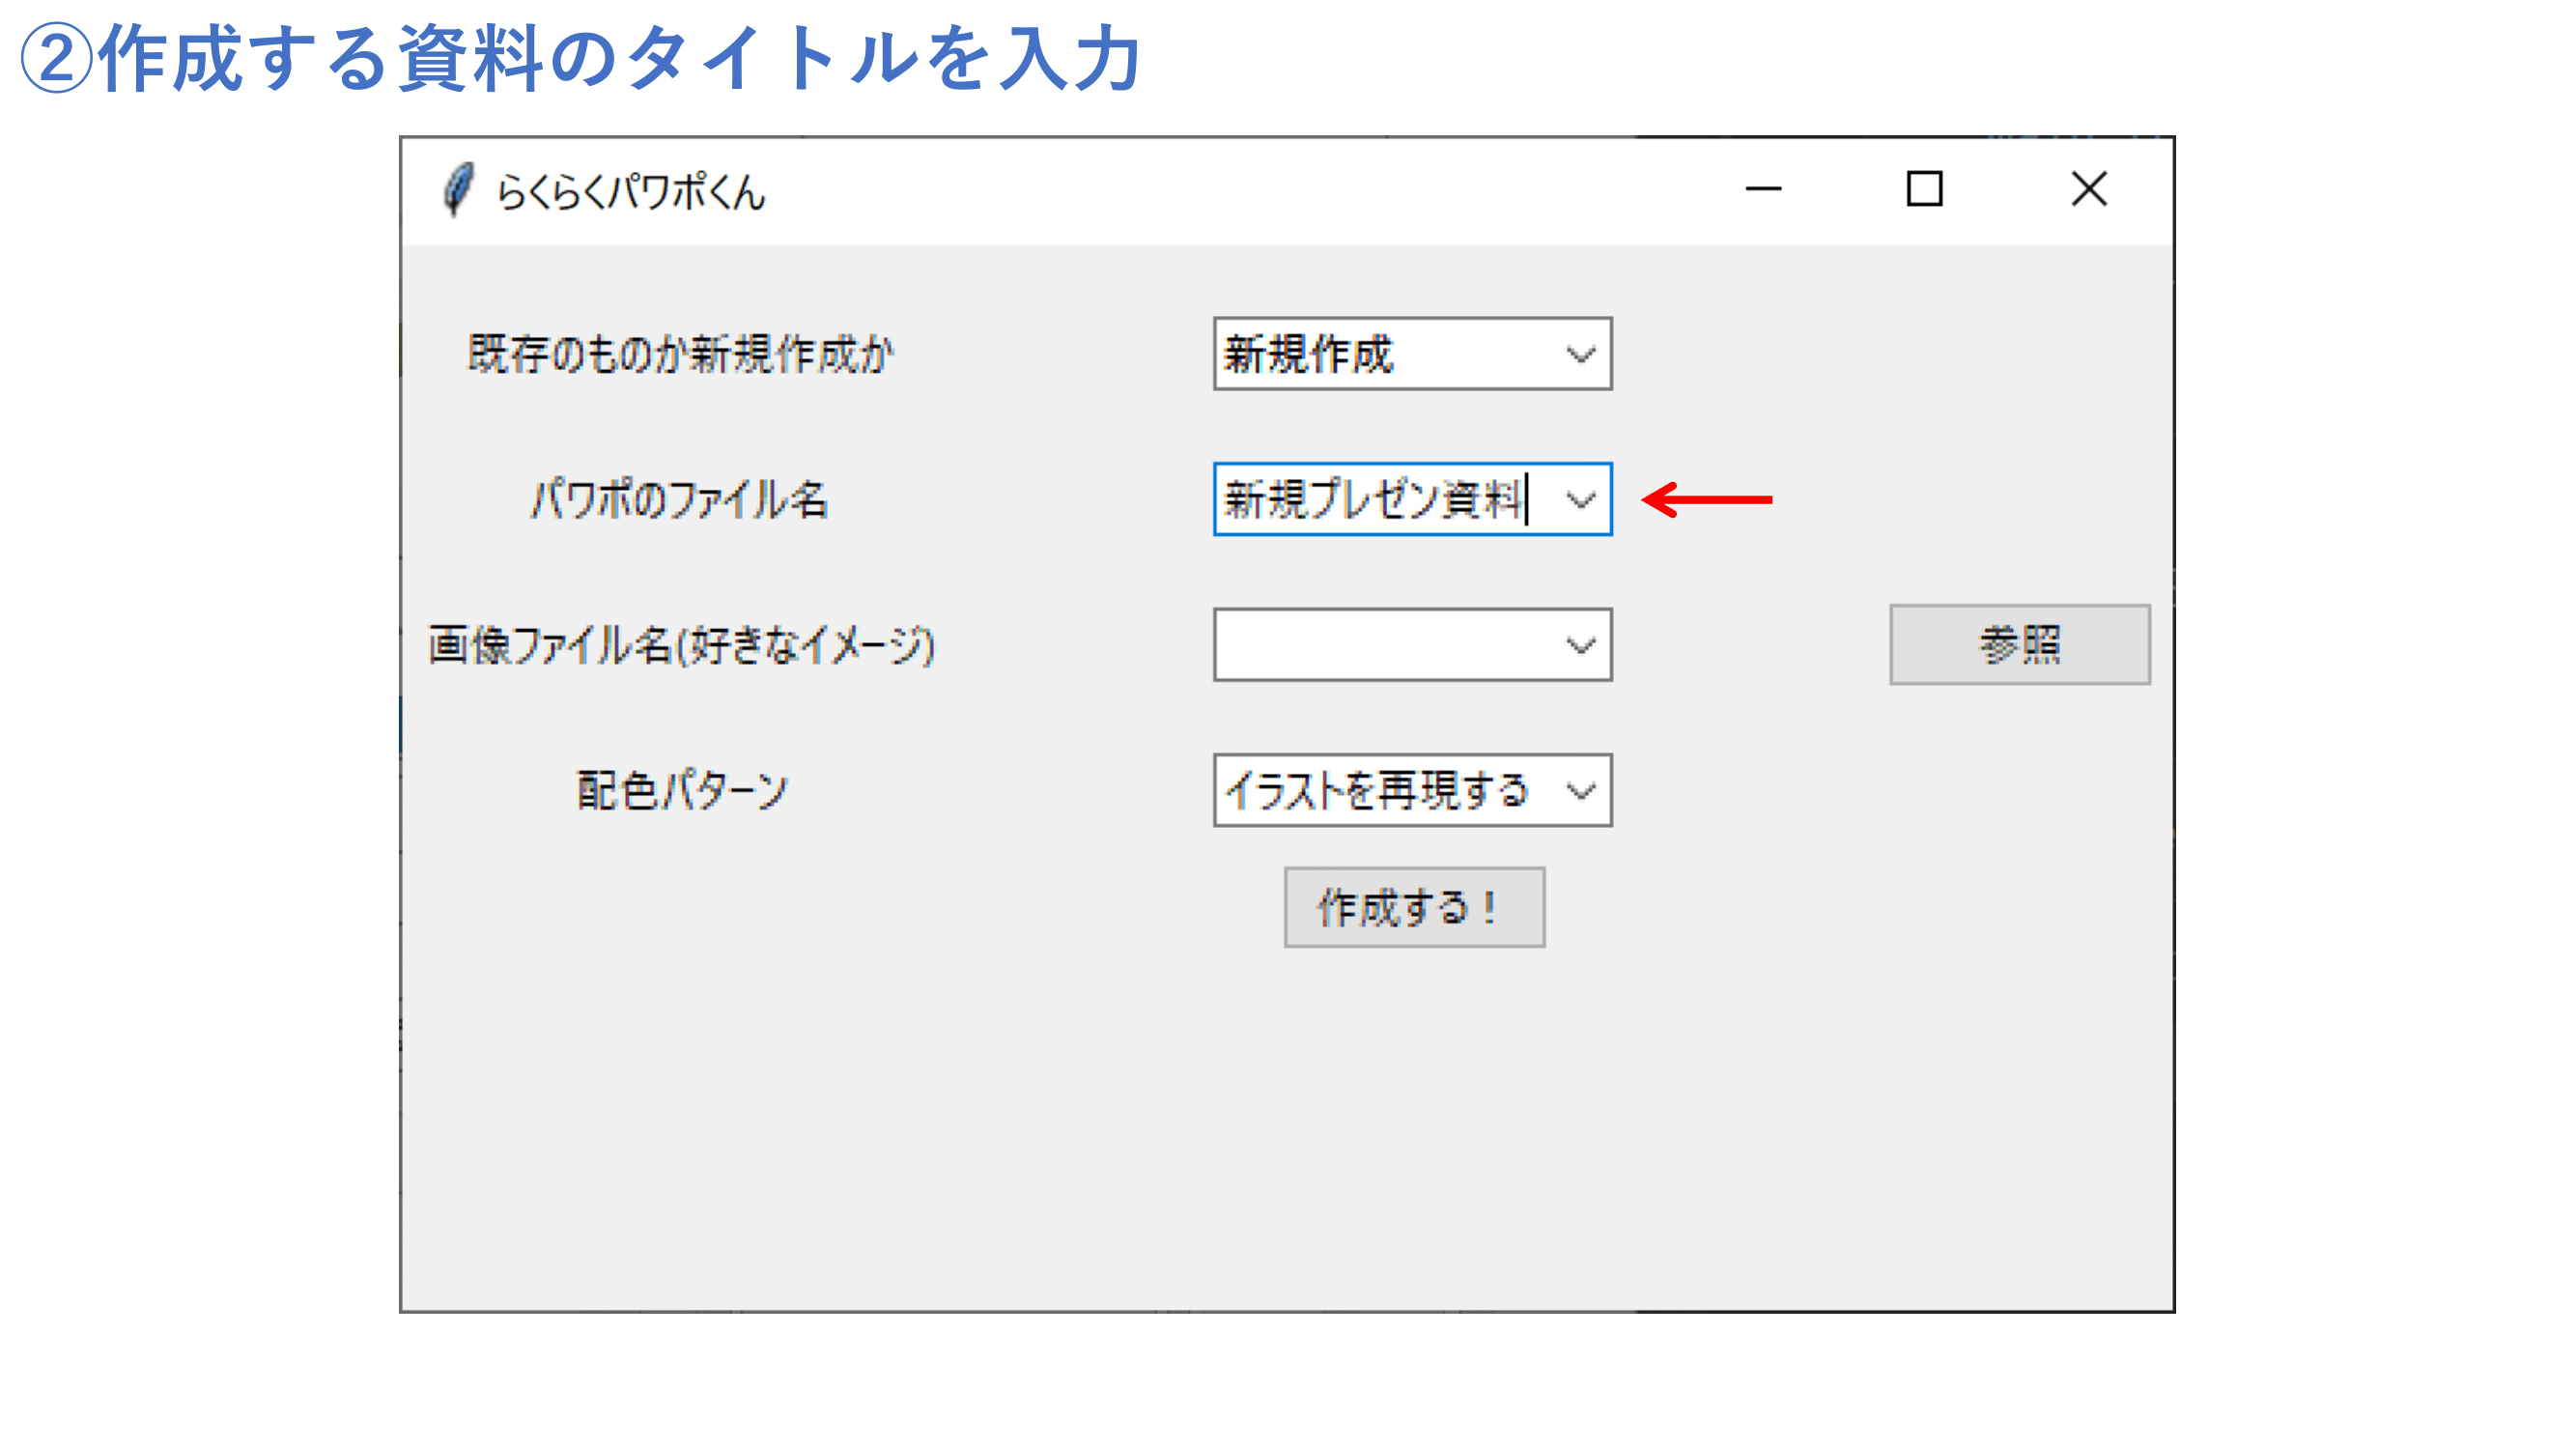 ②作成する資料のタイトルを入力
らくらくパワポくん
既存のものか新規作成か 新規作成
パワポのファイル名 新規プレゼン資料
画像ファイル名(好きなイメージ) 参照
配色パターン イラストを再現する
作成する！